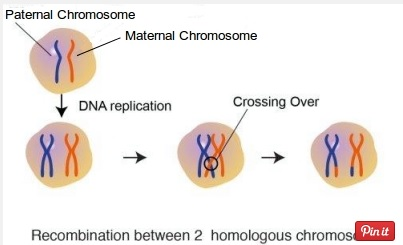 Paternal Chromosome
Maternal Chromosome
DNA replication
Crossing Over
Recombination between 2 homologous
Pin it